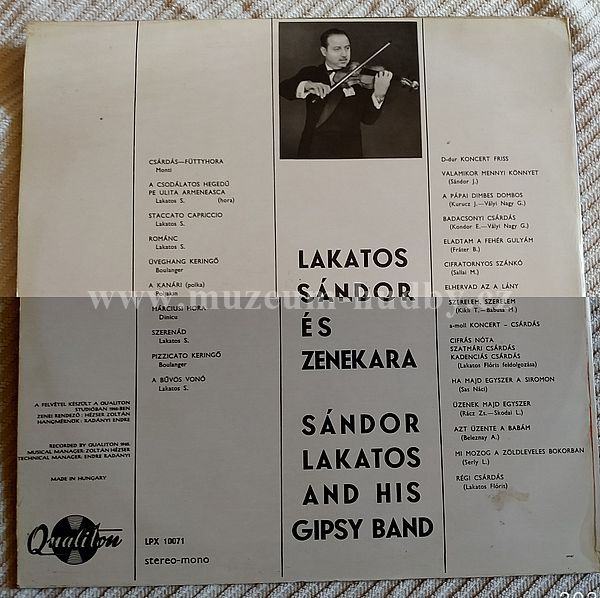 CSÁRDÁS—FÜTTYHORA
Monti
A CSODÁLATOS HEGEDŰ
PE ULITA ARMENEASCA
Lakatos S. (hora)
STACCATO CAPRICCIO
Lakatos S.
ROMÁNC
Lakatos S.
ÜVEGHANG KERINGŐ
Boulanger
A KANÁRI (polka)
Poliakin
MÁRCIUSI HORA
Dinicu
SZERENÁD
Lakatos S.
PIZZICATO KERINGŐ
Boulanger
A BŰVÖS VONÓ
Lakatos S.
A FELVÉTEL KÉSZÜLT A QUALITON
STUDIÓBAN 1965-BEN
ZENEI RENDEZŐ: HÉZSER ZOLTÁN
HANGMÉRNÖK: RADÁNYI ENDRE
RECORDED BY QUALITON 1965.
MUSICAL MANAGER: ZOLTÁN HÉZSER
TECHNICAL MANAGER: ENDRE RADÁNYI
MADE IN HUNGARY
Qualiton
LPX 10071
stereo-mono
LAKATOS
SÁNDOR
ÉS
ZENEKARA
SÁNDOR
LAKATOS
AND HIS
GIPSY BAND
D-dur KONCERT FRISS
VALAMIKOR MENNYI KÖNNYET
(Sándor J.)
A PÁPAI DIMBES DOMBOS
(Kurucz J.—Vályi Nagy G.)
BADACSONYI CSÁRDÁS
(Kondor E.—Vályi Nagy G.)
ELADTAM A FEHÉR GULYÁM
(Fráter B.)
CIFRATORNYOS SZÁNKÓ
(Sallai M.)
ELHERVAD AZ A LÁNY
SZERELEM, SZERELEM
(Kikli T.—Babusa M.)
a-moll KONCERT – CSÁRDÁS
CIFRÁS NÓTA
SZATMÁRI CSÁRDÁS
KADENCIÁS CSÁRDÁS
(Lakatos Flóris feldolgozása)
HA MAJD EGYSZER A SIROMON
(Sas Náci)
ÜZENEK MAJD EGYSZER
(Rácz Zs.—Skodal L.)
AZT ÜZENTE A BABÁM
(Beleznay A.)
MI MOZOG A ZÖLDLEVELES BOKORBAN
(Serly L.)
RÉGI CSÁRDÁS
(Lakatos Flóris)